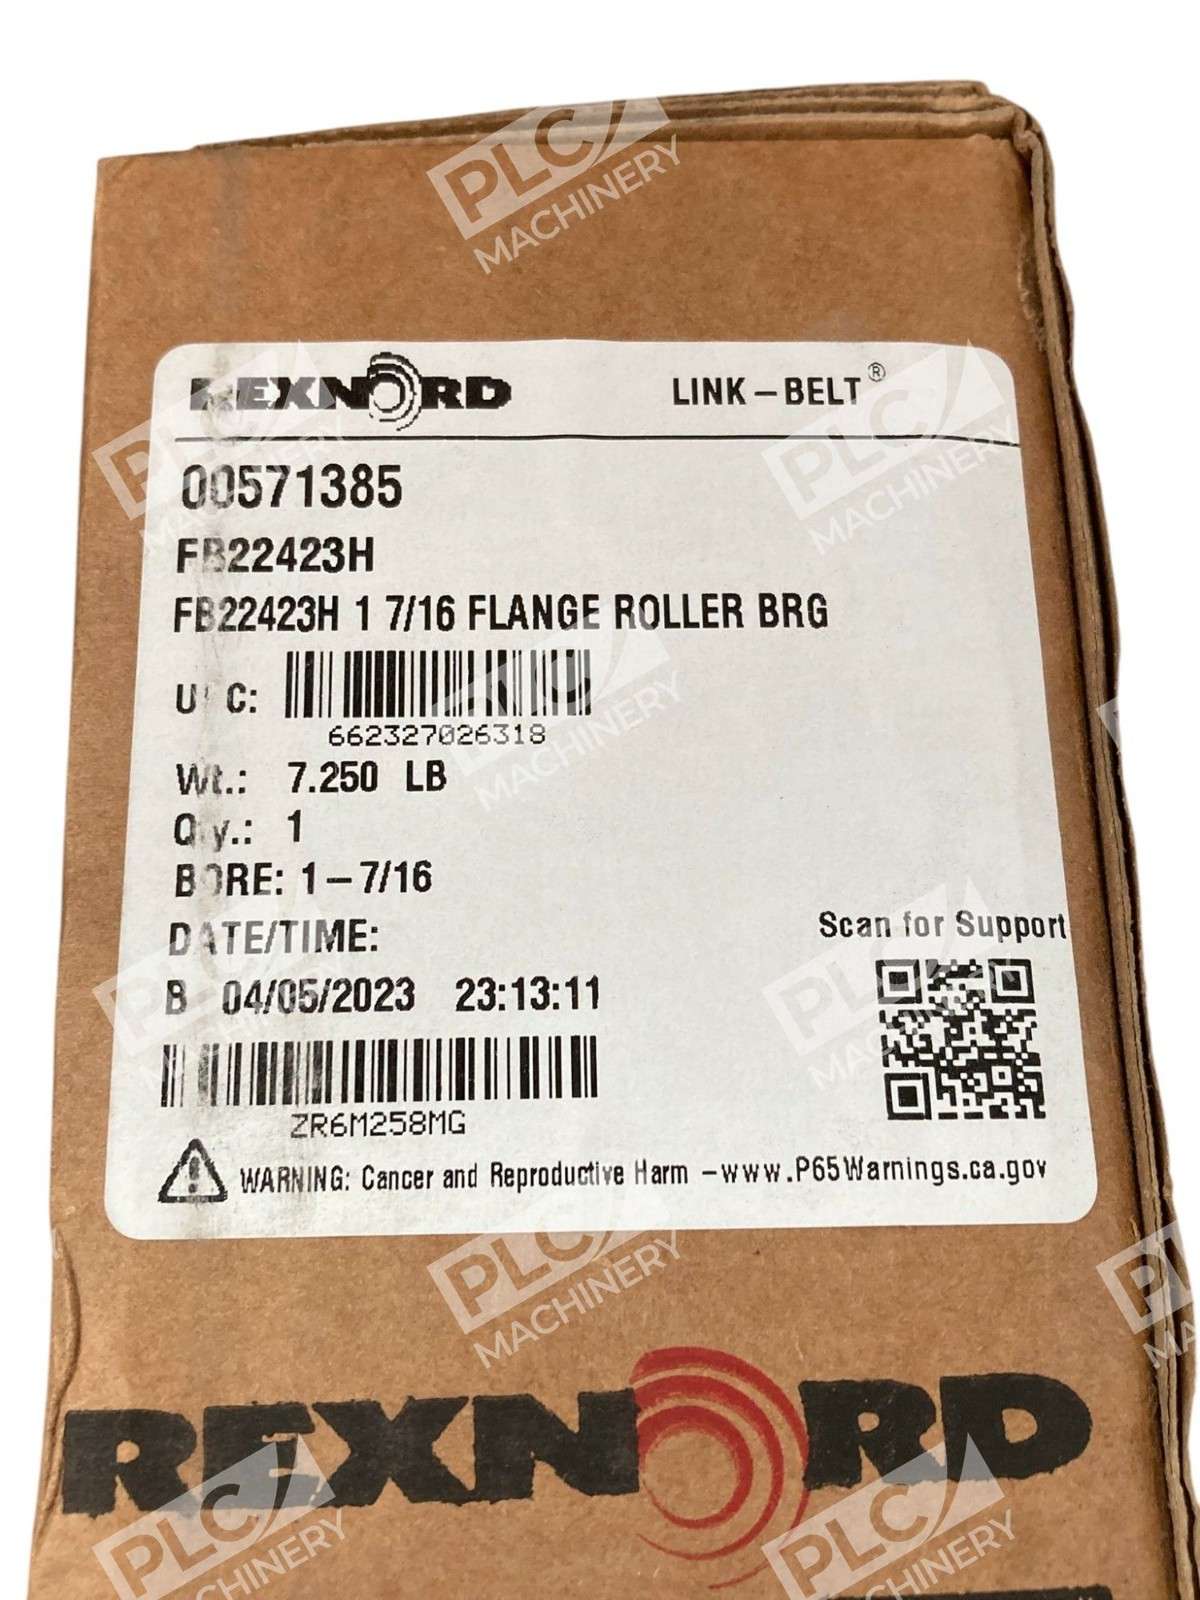 PLC MACHINERY
REXNORD LINK-BELT®
00571385
FB22423H
FB22423H 1 7/16 FLANGE ROLLER BRG
UPC:
662327026318
Wt.: 7.250 LB
Qty.: 1
BORE: 1-7/16
DATE/TIME:
Scan for Support
B 04/05/2023 23:13:11
ZR6M258MG
WARNING: Cancer and Reproductive Harm -www.P65Warnings.ca.gov
REXNORD